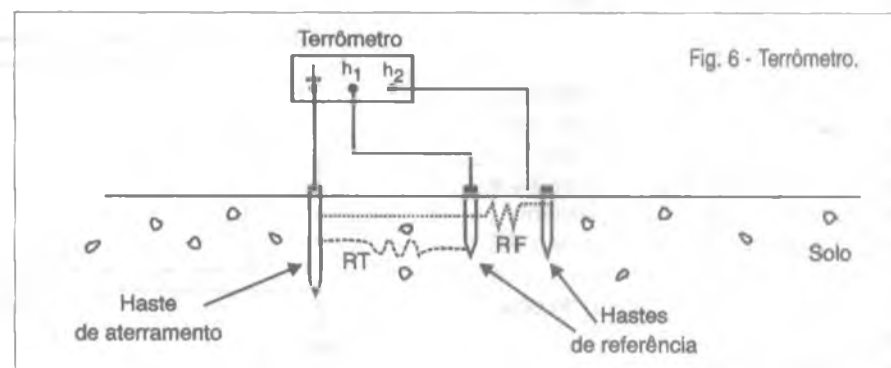 Terrômetro
Fig. 6 - Terrômetro.
h1 h2
RT
RF
Solo
Haste
de aterramento
Hastes
de referência